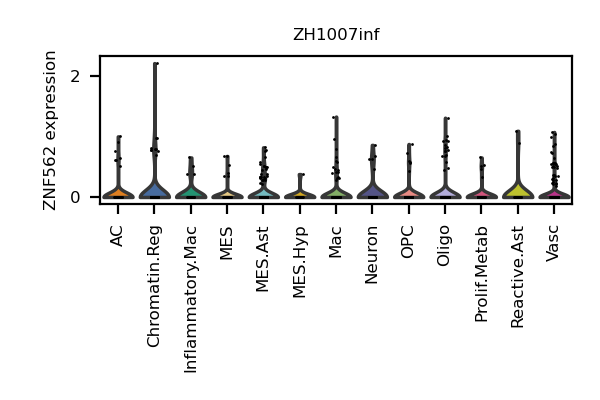 ZH1007inf
ZNF562 expression
2
0
AC
Chromatin.Reg
Inflammatory.Mac
MES
MES.Ast
MES.Hyp
Mac
Neuron
OPC
Oligo
Prolif.Metab
Reactive.Ast
Vasc